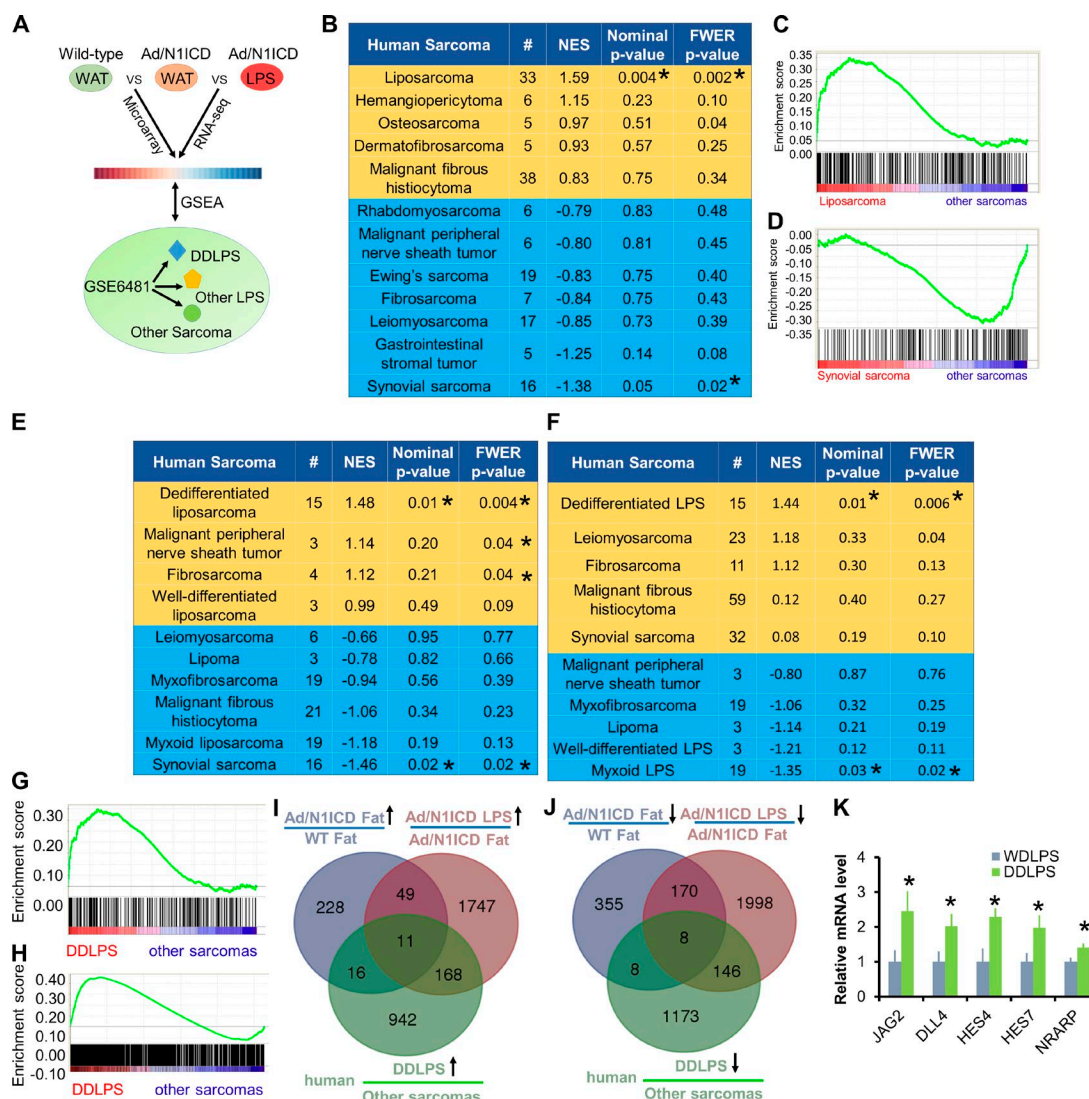 A
Wild-type Ad/N1ICD Ad/N1ICD
WAT vs WAT vs LPS
Microarray
RNA-seq
GSEA
DDLPS
GSE6481
Other LPS
Other Sarcoma
B
Human Sarcoma # NES Nominal p-value FWER p-value
Liposarcoma 33 1.59 0.004* 0.002*
Hemangiopericytoma 6 1.15 0.23 0.10
Osteosarcoma 5 0.97 0.51 0.04
Dermatofibrosarcoma 5 0.93 0.57 0.25
Malignant fibrous histiocytoma 38 0.83 0.75 0.34
Rhabdomyosarcoma 6 -0.79 0.83 0.48
Malignant peripheral nerve sheath tumor 6 -0.80 0.81 0.45
Ewing's sarcoma 19 -0.83 0.75 0.40
Fibrosarcoma 7 -0.84 0.75 0.43
Leiomyosarcoma 17 -0.85 0.73 0.39
Gastrointestinal stromal tumor 5 -1.25 0.14 0.08
Synovial sarcoma 16 -1.38 0.05 0.02*
C
Enrichment score
0.35
0.30
0.25
0.20
0.15
0.10
0.05
0.00
Liposarcoma other sarcomas
D
Enrichment score
-0.00
-0.05
-0.10
-0.15
-0.20
-0.25
-0.30
-0.35
Synovial sarcoma other sarcomas
E
Human Sarcoma # NES Nominal p-value FWER p-value
Dedifferentiated liposarcoma 15 1.48 0.01* 0.004*
Malignant peripheral nerve sheath tumor 3 1.14 0.20 0.04*
Fibrosarcoma 4 1.12 0.21 0.04*
Well-differentiated liposarcoma 3 0.99 0.49 0.09
Leiomyosarcoma 6 -0.66 0.95 0.77
Lipoma 3 -0.78 0.82 0.66
Myxofibrosarcoma 19 -0.94 0.56 0.39
Malignant fibrous histiocytoma 21 -1.06 0.34 0.23
Myxoid liposarcoma 19 -1.18 0.19 0.13
Synovial sarcoma 16 -1.46 0.02* 0.02*
F
Human Sarcoma # NES Nominal p-value FWER p-value
Dedifferentiated LPS 15 1.44 0.01* 0.006*
Leiomyosarcoma 23 1.18 0.33 0.04
Fibrosarcoma 11 1.12 0.30 0.13
Malignant fibrous histiocytoma 59 0.12 0.40 0.27
Synovial sarcoma 32 0.08 0.19 0.10
Malignant peripheral nerve sheath tumor 3 -0.80 0.87 0.76
Myxofibrosarcoma 19 -1.06 0.32 0.25
Lipoma 3 -1.14 0.21 0.19
Well-differentiated LPS 3 -1.21 0.12 0.11
Myxoid LPS 19 -1.35 0.03* 0.02*
G
Enrichment score
0.30
0.20
0.10
0.00
DDLPS other sarcomas
H
Enrichment score
0.40
0.30
0.20
0.10
0.00
-0.10
DDLPS other sarcomas
I
Ad/N1ICD Fat↑ Ad/N1ICD LPS↑
WT Fat Ad/N1ICD Fat
228 49 1747
11
16 168
942
DDLPS↑
human
Other sarcomas
J
Ad/N1ICD Fat↓ Ad/N1ICD LPS↓
WT Fat Ad/N1ICD Fat
355 170 1998
8
8 146
1173
DDLPS↓
human
Other sarcomas
K
Relative mRNA level
WDLPS
DDLPS
4
3
2
1
0
* * * * *
JAG2 DLL4 HES4 HES7 NRARP